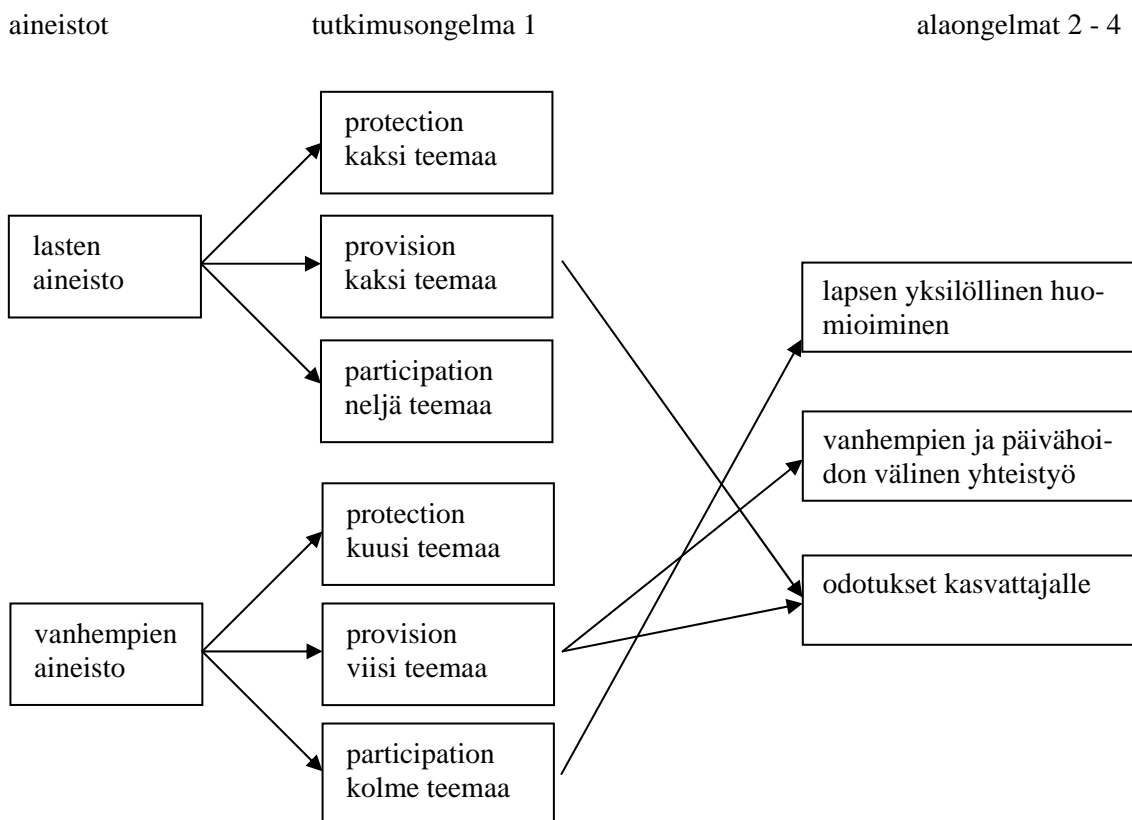 aineistot
tutkimusongelma 1
alaongelmat 2 - 4
protection
kaksi teemaa
lasten
aineisto
provision
kaksi teemaa
participation
neljä teemaa
protection
kuusi teemaa
vanhempien
aineisto
provision
viisi teemaa
participation
kolme teemaa
lapsen yksilöllinen huo-
mioiminen
vanhempien ja päivähoi-
don välinen yhteistyö
odotukset kasvattajalle